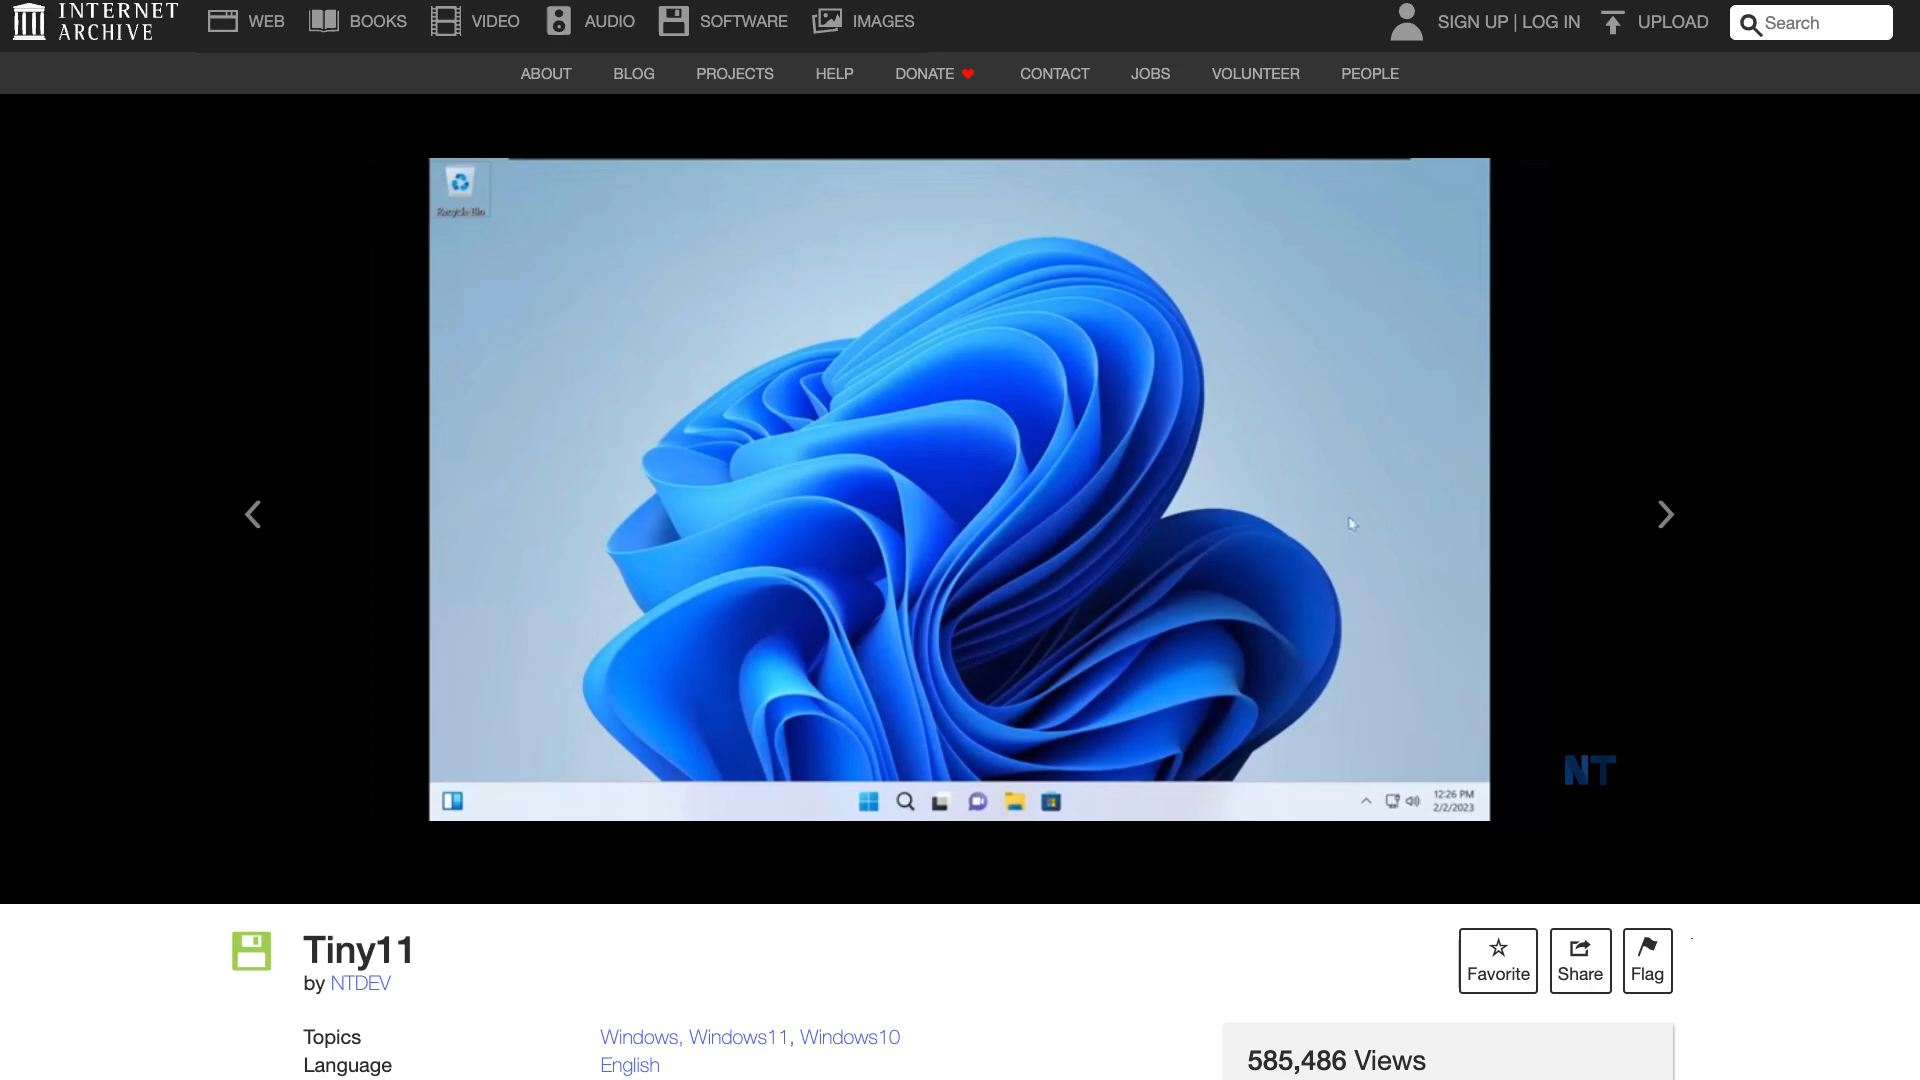 INTERNET ARCHIVE
WEB BOOKS VIDEO AUDIO SOFTWARE IMAGES SIGN UP | LOG IN UPLOAD Search
ABOUT BLOG PROJECTS HELP DONATE CONTACT JOBS VOLUNTEER PEOPLE
Recycle Bin
NT
12:26 PM
2/2/2023
Tiny11
by NTDEV
Favorite Share Flag
Topics Windows, Windows11, Windows10
Language English
585,486 Views